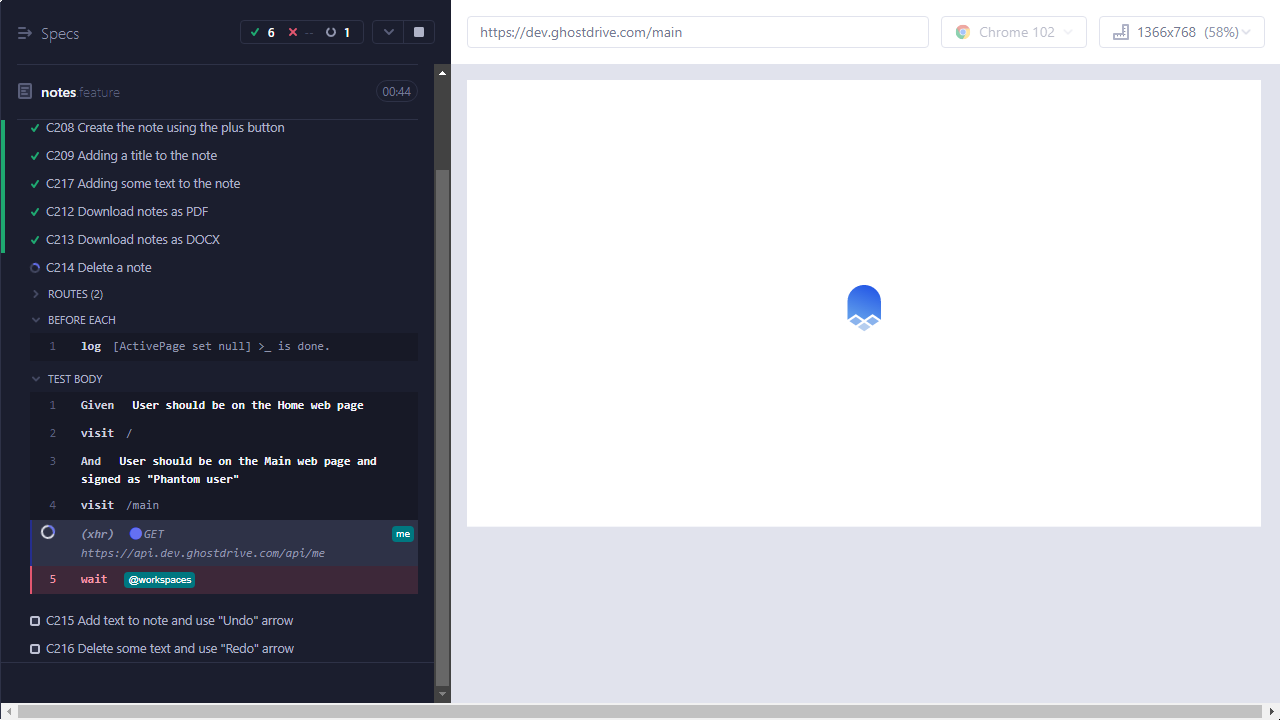 Specs
6
--
1
https://dev.ghostdrive.com/main
Chrome 102
1366x768 (58%)
notes.feature
00:44
C208 Create the note using the plus button
C209 Adding a title to the note
C217 Adding some text to the note
C212 Download notes as PDF
C213 Download notes as DOCX
C214 Delete a note
ROUTES (2)
BEFORE EACH
1 log [ActivePage set null] >_ is done.
TEST BODY
1 Given User should be on the Home web page
2 visit /
3 And User should be on the Main web page and
signed as "Phantom user"
4 visit /main
(xhr) GET me
https://api.dev.ghostdrive.com/api/me
5 wait @workspaces
C215 Add text to note and use "Undo" arrow
C216 Delete some text and use "Redo" arrow